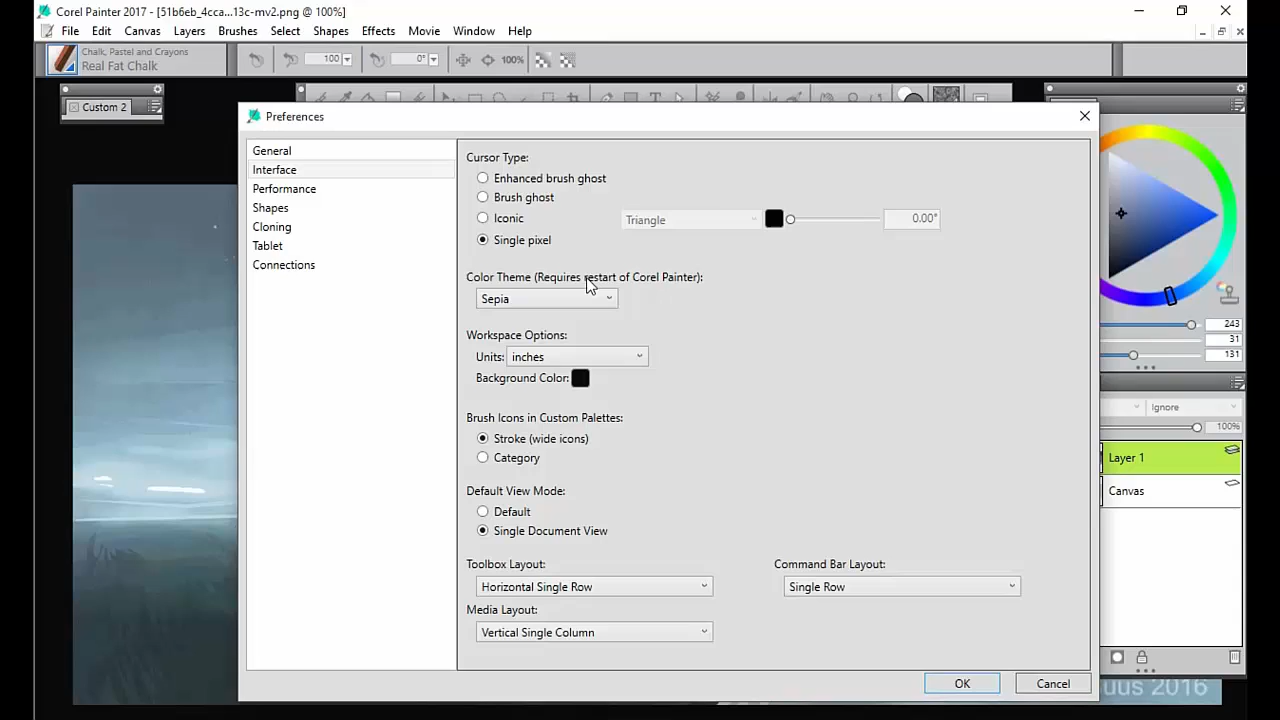 Corel Painter 2017 - [51b6eb_4cca...13c-mv2.png @ 100%]
File Edit Canvas Layers Brushes Select Shapes Effects Movie Window Help
Chalk, Pastel and Crayons
Real Fat Chalk
100
0°
100%
Custom 2
Preferences
General
Interface
Performance
Shapes
Cloning
Tablet
Connections
Cursor Type:
Enhanced brush ghost
Brush ghost
Iconic
Triangle
0.00°
Single pixel
Color Theme (Requires restart of Corel Painter):
Sepia
Workspace Options:
Units: inches
Background Color:
Brush Icons in Custom Palettes:
Stroke (wide icons)
Category
Default View Mode:
Default
Single Document View
Toolbox Layout:
Horizontal Single Row
Command Bar Layout:
Single Row
Media Layout:
Vertical Single Column
OK
Cancel
243
31
131
Ignore
100%
Layer 1
Canvas
uus 2016